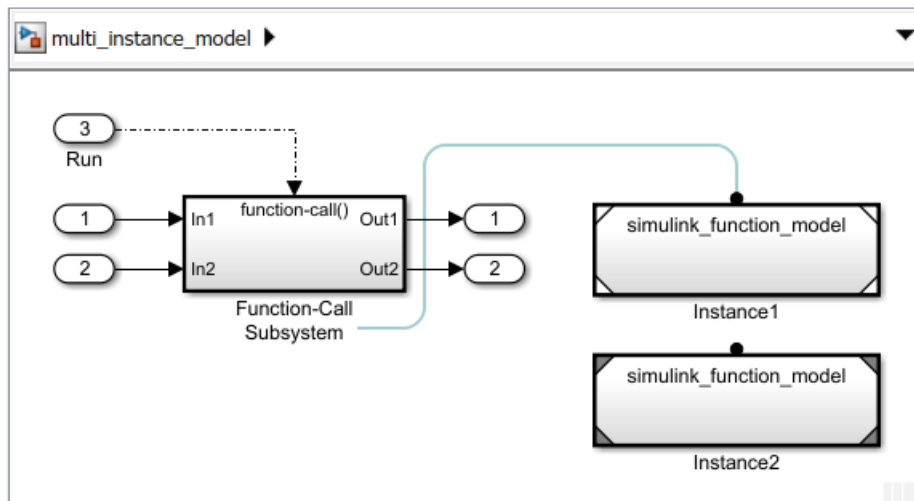 multi_instance_model
3
Run
function-call()
1
In1
Out1
1
2
In2
Out2
2
Function-Call
Subsystem
simulink_function_model
Instance1
simulink_function_model
Instance2